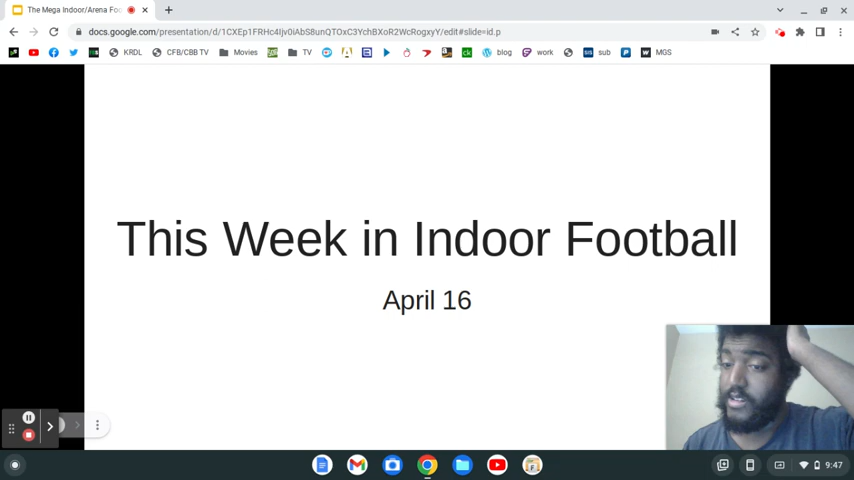 The Mega Indoor/Arena Foo
docs.google.com/presentation/d/1CXEp1FRHc4Ijv0iAbS8unQTOxC3YchBXoR2WcRogxyY/edit#slide=id.p
KRDL
CFB/CBB TV
Movies
TV
blog
work
sub
MGS
This Week in Indoor Football
April 16
9:47